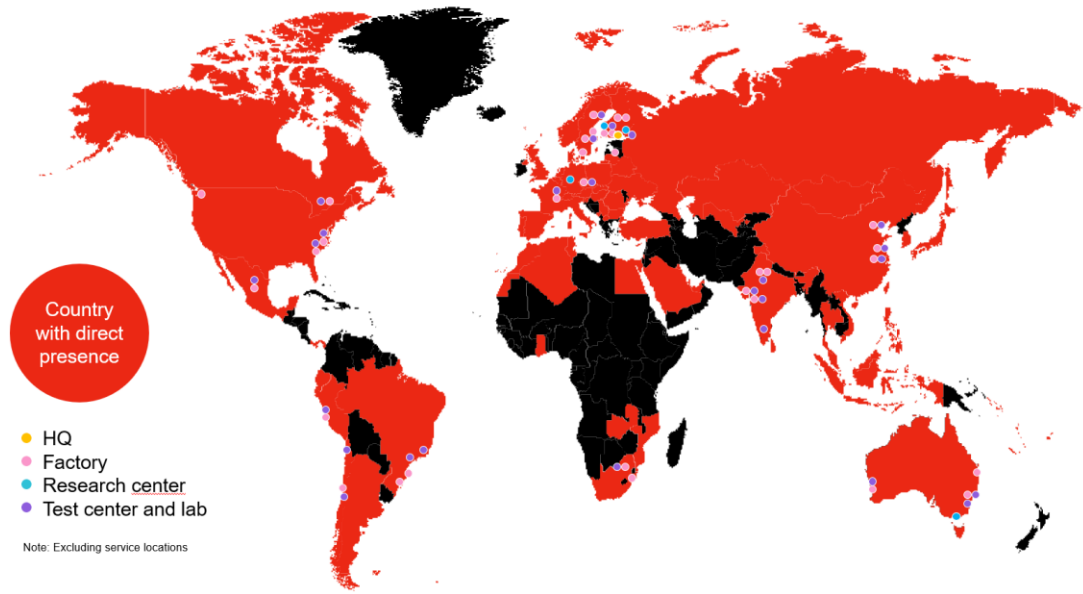 Country
with direct
presence
HQ
Factory
Research center
Test center and lab
Note: Excluding service locations